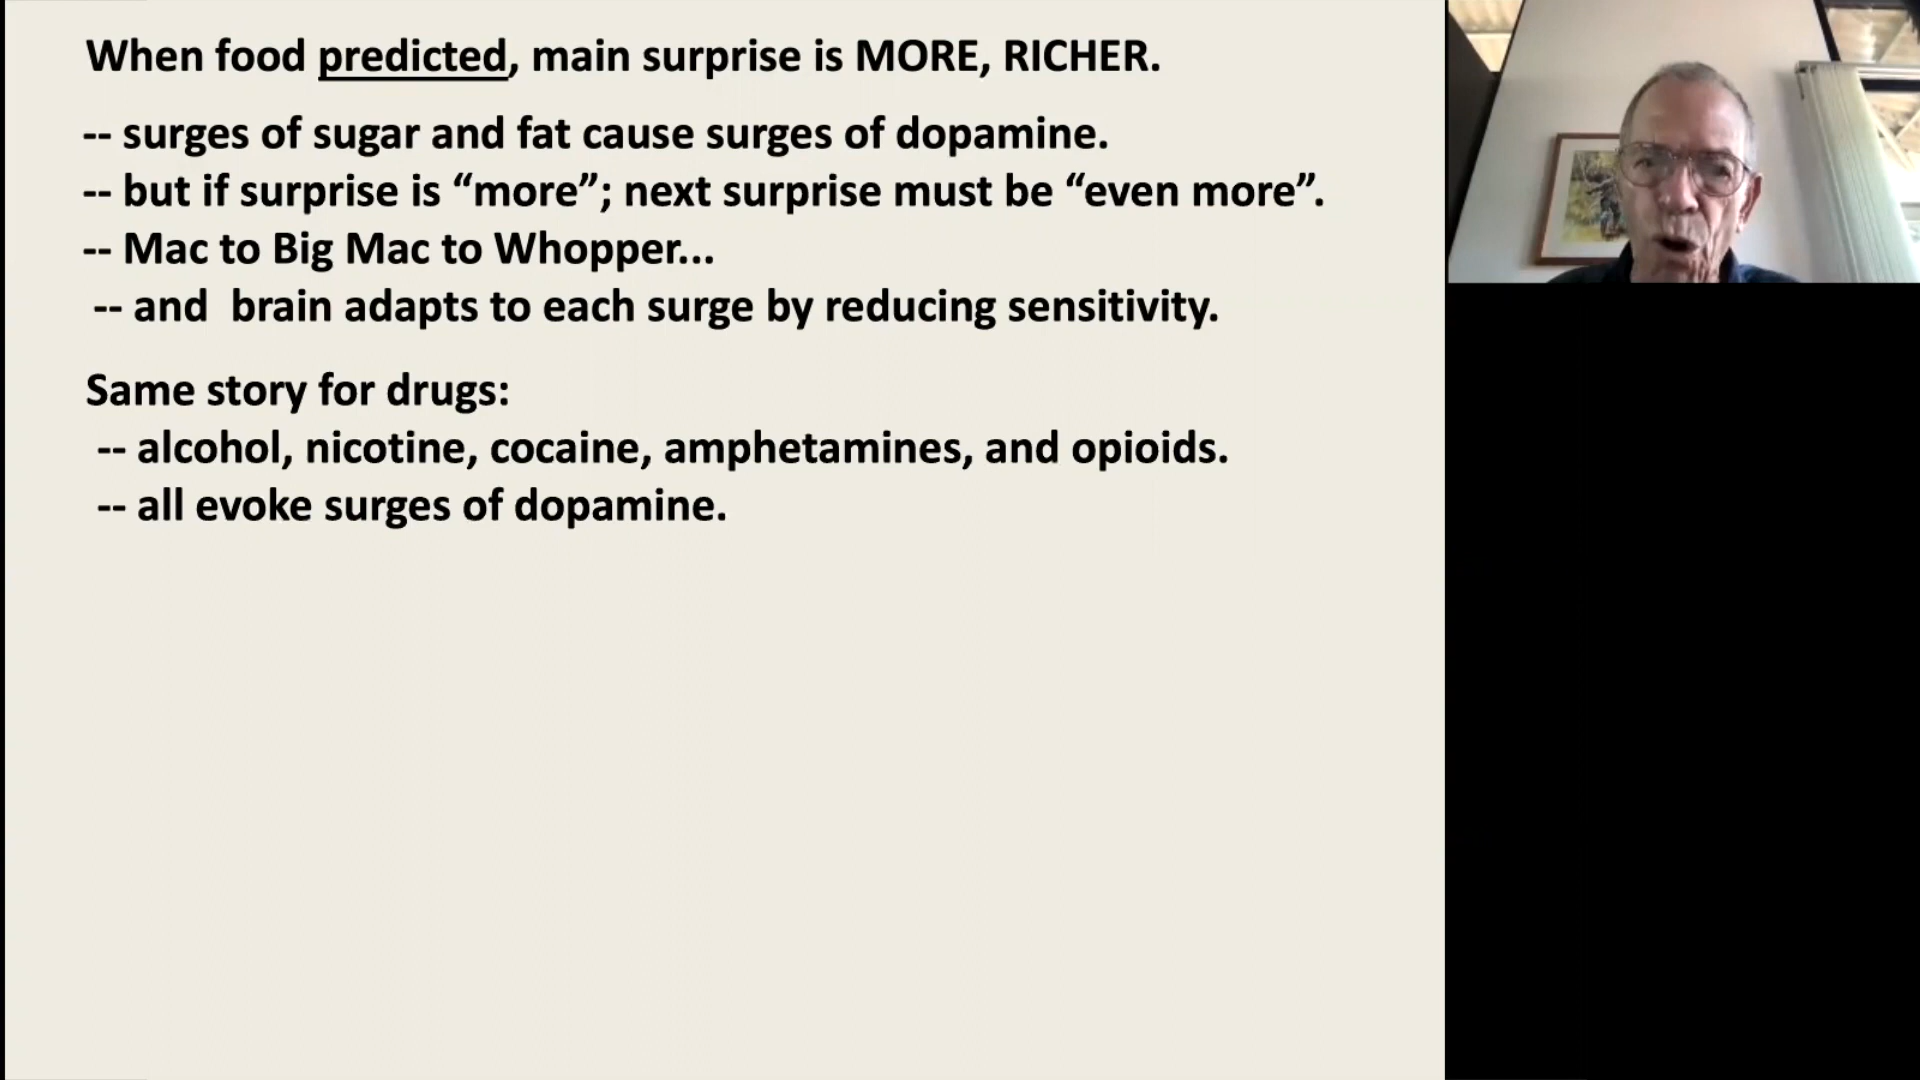 When food predicted, main surprise is MORE, RICHER.
-- surges of sugar and fat cause surges of dopamine.
-- but if surprise is “more”; next surprise must be “even more”.
-- Mac to Big Mac to Whopper...
-- and  brain adapts to each surge by reducing sensitivity.
Same story for drugs:
-- alcohol, nicotine, cocaine, amphetamines, and opioids.
-- all evoke surges of dopamine.